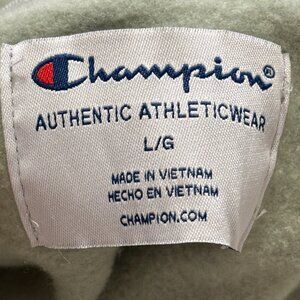 Champion®
AUTHENTIC ATHLETICWEAR
L/G
MADE IN VIETNAM
HECHO EN VIETNAM
CHAMPION.COM